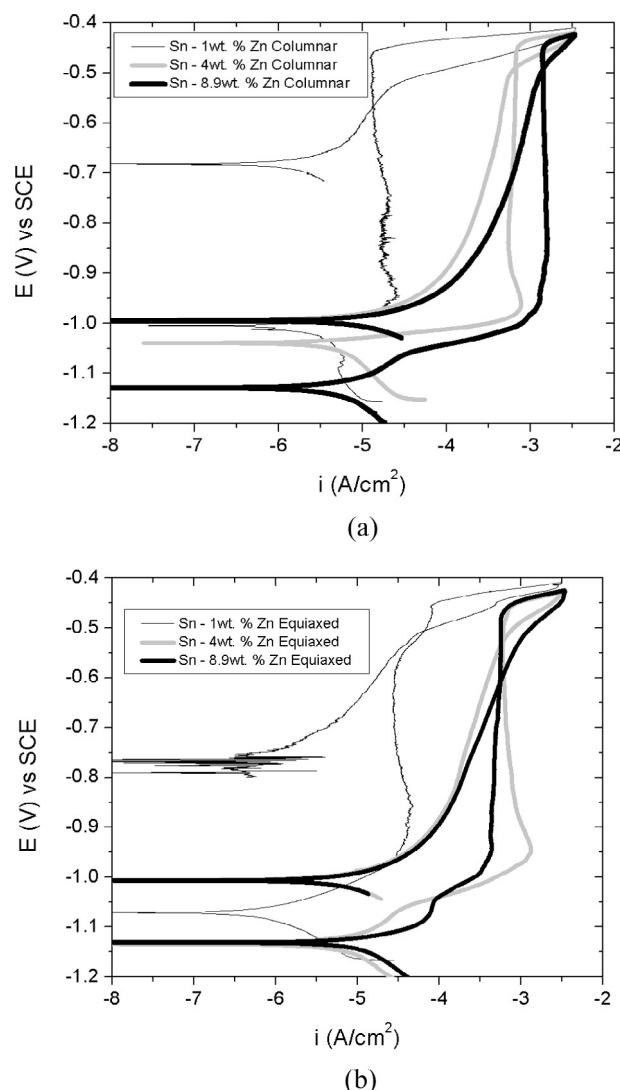 -0.4
Sn - 1wt. % Zn Columnar
Sn - 4wt. % Zn Columnar
Sn - 8.9wt. % Zn Columnar
-0.5
-0.6
-0.7
-0.8
-0.9
-1.0
-1.1
-1.2
E (V) vs SCE
-8 -7 -6 -5 -4 -3 -2
i (A/cm²)
(a)
-0.4
-0.5
Sn - 1wt. % Zn Equiaxed
Sn - 4wt. % Zn Equiaxed
Sn - 8.9wt. % Zn Equiaxed
-0.6
-0.7
-0.8
-0.9
-1.0
-1.1
-1.2
E (V) vs SCE
-8 -7 -6 -5 -4 -3 -2
i (A/cm²)
(b)